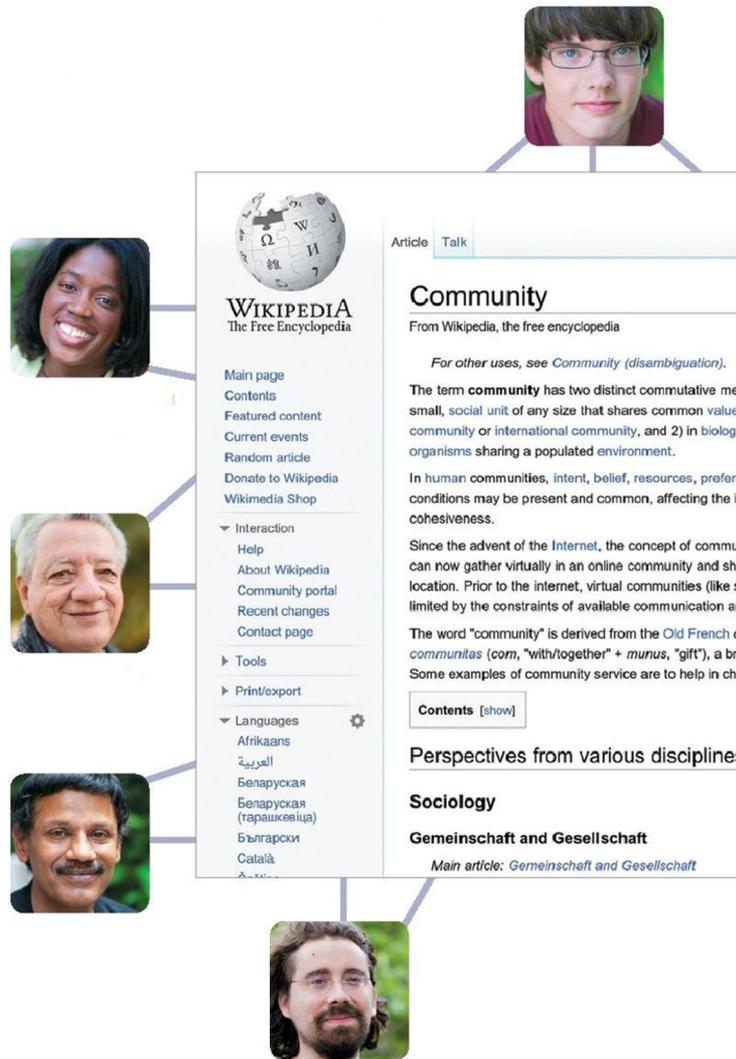 WIKIPEDIA
The Free Encyclopedia
Main page
Contents
Featured content
Current events
Random article
Donate to Wikipedia
Wikimedia Shop
Interaction
Help
About Wikipedia
Community portal
Recent changes
Contact page
Tools
Print/export
Languages
Afrikaans
العربية
Беларуская
Беларуская
(тарашкевіца)
Български
Català
Article Talk
Community
From Wikipedia, the free encyclopedia
For other uses, see Community (disambiguation).
The term community has two distinct commutative me
small, social unit of any size that shares common value
community or international community, and 2) in biolog
organisms sharing a populated environment.
In human communities, intent, belief, resources, prefer
conditions may be present and common, affecting the i
cohesiveness.
Since the advent of the Internet, the concept of commu
can now gather virtually in an online community and sh
location. Prior to the internet, virtual communities (like s
limited by the constraints of available communication a
The word "community" is derived from the Old French
communitas (com, "with/together" + munus, "gift"), a br
Some examples of community service are to help in ch
Contents [show]
Perspectives from various disciplines
Sociology
Gemeinschaft and Gesellschaft
Main article: Gemeinschaft and Gesellschaft